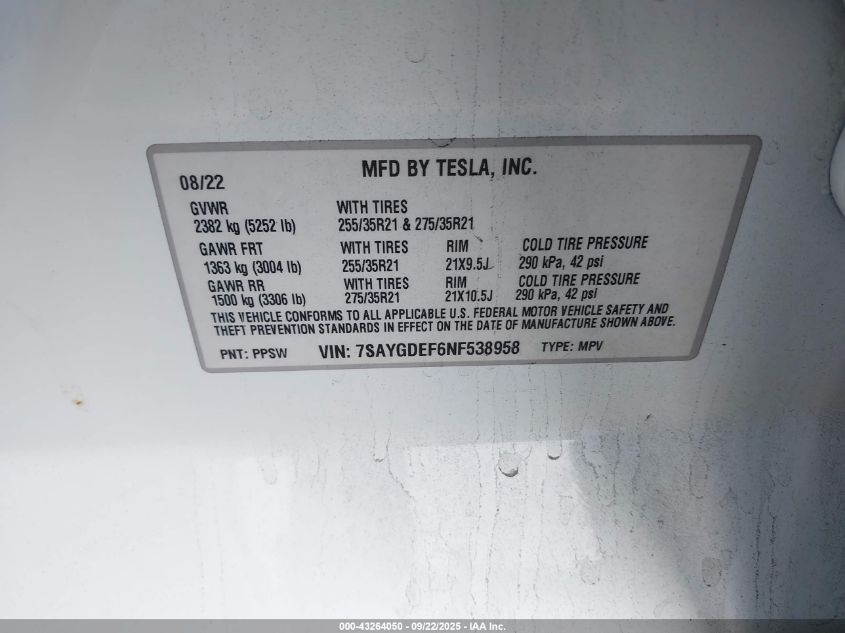 MFD BY TESLA, INC.
08/22
GVWR WITH TIRES
2382 kg (5252 lb) 255/35R21 & 275/35R21
GAWR FRT WITH TIRES RIM COLD TIRE PRESSURE
1363 kg (3004 lb) 255/35R21 21X9.5J 290 kPa, 42 psi
GAWR RR WITH TIRES RIM COLD TIRE PRESSURE
1500 kg (3306 lb) 275/35R21 21X10.5J 290 kPa, 42 psi
THIS VEHICLE CONFORMS TO ALL APPLICABLE U.S. FEDERAL MOTOR VEHICLE SAFETY AND
THEFT PREVENTION STANDARDS IN EFFECT ON THE DATE OF MANUFACTURE SHOWN ABOVE.
PNT: PPSW VIN: 7SAYGDEF6NF538958 TYPE: MPV
000-43264050 - 09/22/2025 - IAA Inc.